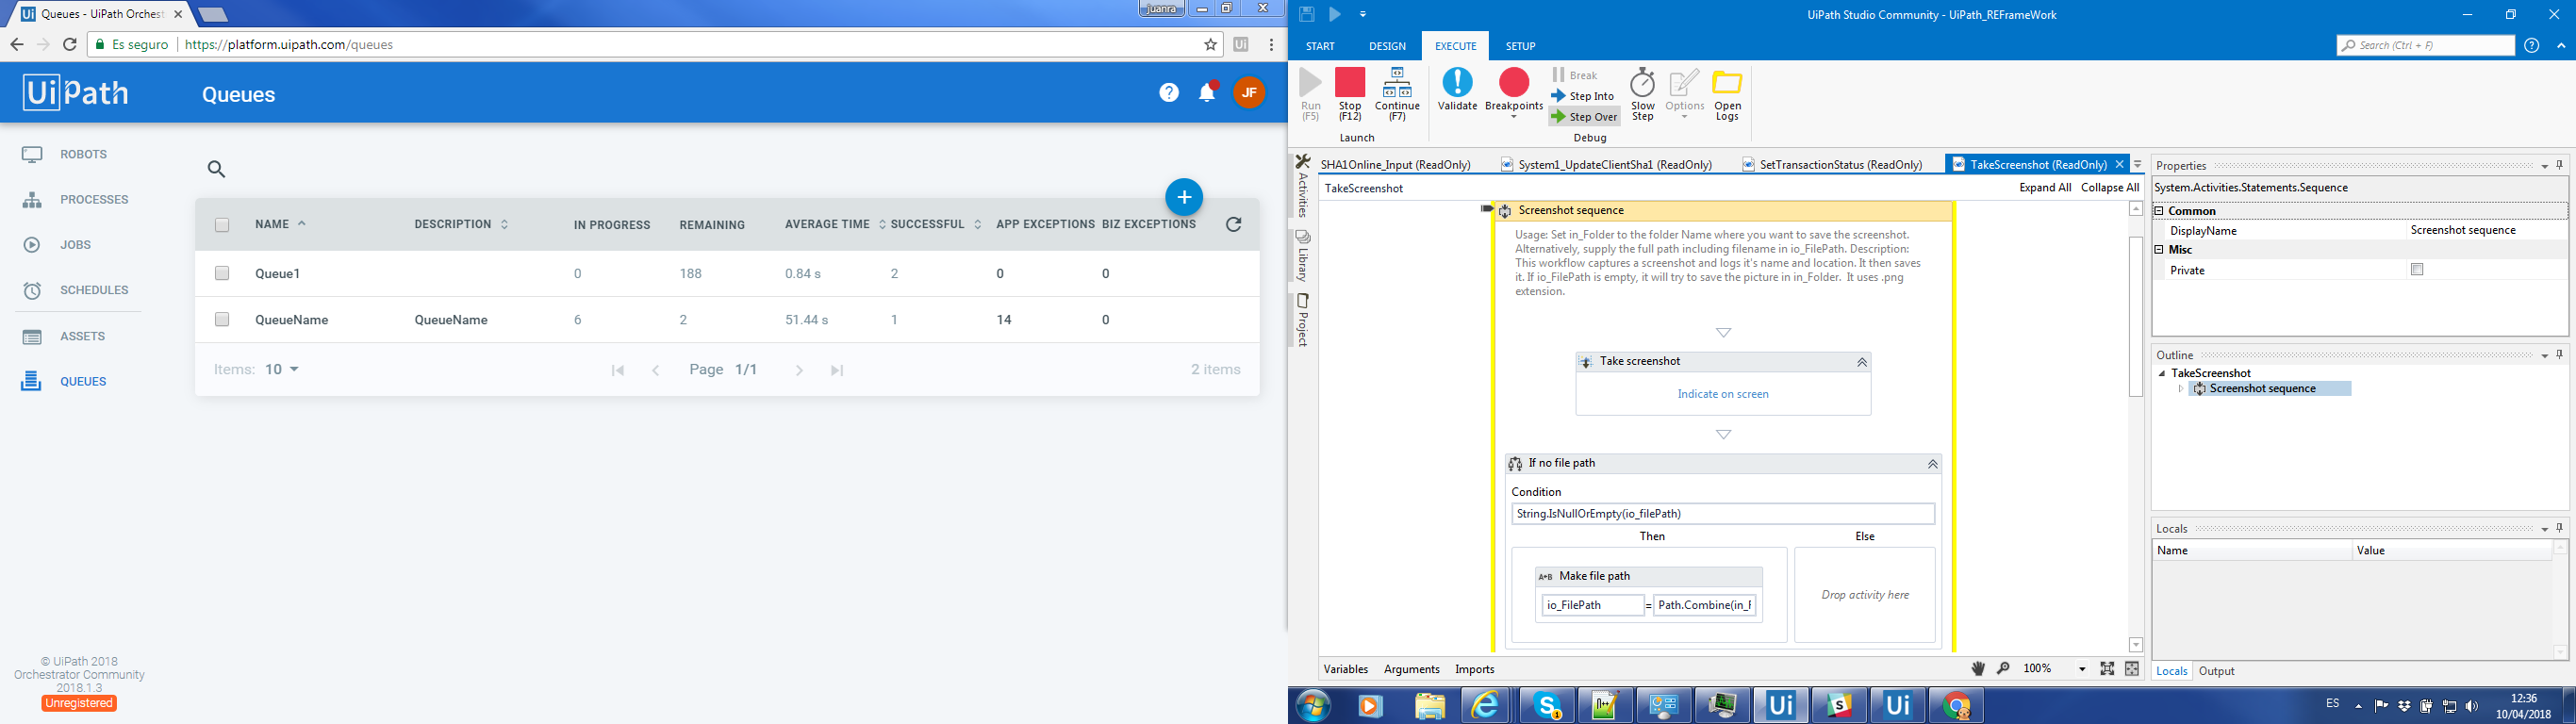 Queues - UiPath Orchest
juanra
Es seguro
https://platform.uipath.com/queues
UiPath
Queues
JF
ROBOTS
PROCESSES
JOBS
SCHEDULES
ASSETS
QUEUES
NAME DESCRIPTION IN PROGRESS REMAINING AVERAGE TIME SUCCESSFUL APP EXCEPTIONS BIZ EXCEPTIONS
Queue1 0 188 0.84 s 2 0 0
QueueName QueueName 6 2 51.44 s 1 14 0
Items: 10 Page 1/1 2 items
© UiPath 2018
Orchestrator Community
2018.1.3
Unregistered
UiPath Studio Community - UiPath_REFrameWork
START DESIGN EXECUTE SETUP
Search (Ctrl + F)
Run
(F5)
Stop
(F12)
Continue
(F7)
Launch
Validate
Breakpoints
Break
Step Into
Step Over
Slow
Step
Options
Open
Logs
Debug
SHA1Online_Input (ReadOnly) System1_UpdateClientSha1 (ReadOnly) SetTransactionStatus (ReadOnly) TakeScreenshot (ReadOnly)
Activities
Library
Project
TakeScreenshot Expand All Collapse All
Screenshot sequence
Usage: Set in_Folder to the folder Name where you want to save the screenshot.
Alternatively, supply the full path including filename in io_FilePath. Description:
This workflow captures a screenshot and logs it's name and location. It then saves
it. If io_FilePath is empty, it will try to save the picture in in_Folder. It uses .png
extension.
Take screenshot
Indicate on screen
If no file path
Condition
String.IsNullOrEmpty(io_filePath)
Then Else
Make file path
io_FilePath = Path.Combine(in_F
Drop activity here
Variables Arguments Imports 100%
Properties
System.Activities.Statements.Sequence
Common
DisplayName Screenshot sequence
Misc
Private
Outline
TakeScreenshot
Screenshot sequence
Locals
Name Value
Locals Output
Ui Ui
ES
12:36
10/04/2018